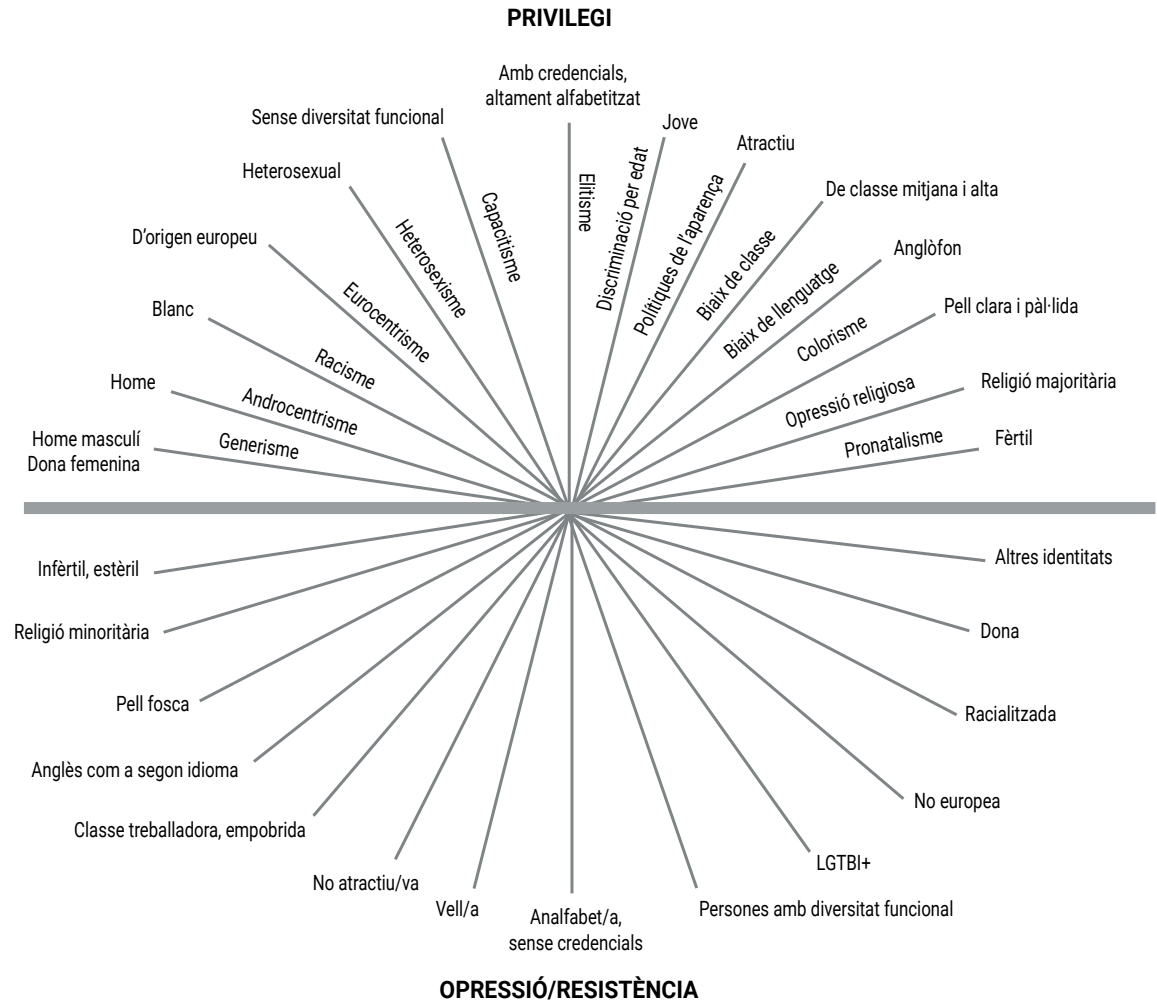 PRIVILEGI
Amb credencials,
altament alfabetitzat
Sense diversitat funcional
Jove
Atractiu
Heterosexual
De classe mitjana i alta
D'origen europeu
Anglòfon
Blanc
Pell clara i pàl·lida
Home
Religió majoritària
Home masculí
Dona femenina
Fèrtil
Generisme
Androcentrisme
Racisme
Eurocentrisme
Heterosexisme
Capacitisme
Elitisme
Discriminació per edat
Polítiques de l'aparença
Biaix de classe
Biaix de llenguatge
Colorisme
Opressió religiosa
Pronatalisme
Infèrtil, estèril
Altres identitats
Religió minoritària
Dona
Pell fosca
Racialitzada
Anglès com a segon idioma
No europea
Classe treballadora, empobrida
LGTBI+
No atractiu/va
Vell/a
Analfabet/a,
sense credencials
Persones amb diversitat funcional
OPRESSIÓ/RESISTÈNCIA